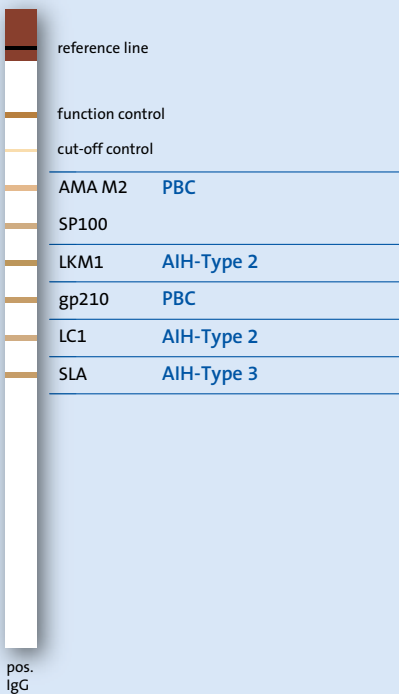 reference line
function control
cut-off control
AMA M2 PBC
SP100
LKM1 AIH-Type 2
gp210 PBC
LC1 AIH-Type 2
SLA AIH-Type 3
pos.
IgG